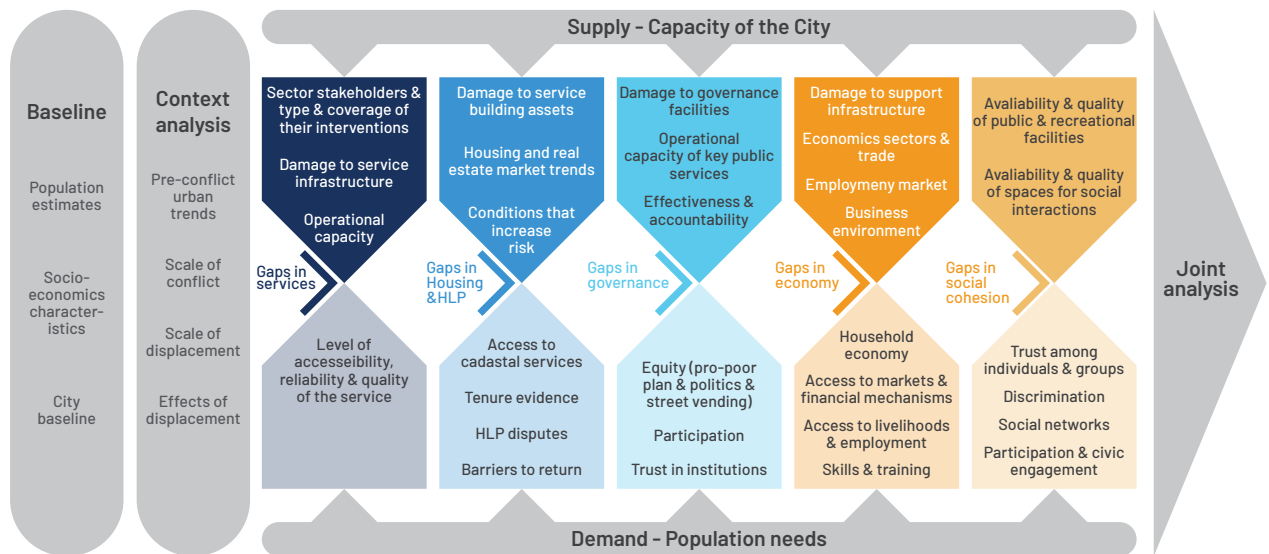 Supply - Capacity of the City
Baseline
Population
estimates
Socio-
economics
character-
istics
City
baseline
Context
analysis
Pre-conflict
urban
trends
Scale of
conflict
Scale of
displacement
Effects of
displacement
Sector stakeholders &
type & coverage of
their interventions
Damage to service
infrastructure
Operational
capacity
Gaps in
services
Level of
accesseibility,
reliability & quality
of the service
Damage to service
building assets
Housing and real
estate market trends
Conditions that
increase
risk
Gaps in
Housing
&HLP
Access to
cadastal services
Tenure evidence
HLP disputes
Barriers to return
Damage to governance
facilities
Operational
capacity of key public
services
Effectiveness &
accountability
Gaps in
governance
Equity (pro-poor
plan & politics &
street vending)
Participation
Trust in institutions
Damage to support
infrastructure
Economics sectors &
trade
Employmeny market
Business
environment
Gaps in
economy
Household
economy
Access to markets &
financial mechanisms
Access to livelihoods
& employment
Skills & training
Avaliability & quality
of public & recreational
facilities
Avaliability & quality
of spaces for social
interactions
Gaps in
social
cohesion
Trust among
individuals & groups
Discrimination
Social networks
Participation & civic
engagement
Joint
analysis
Demand - Population needs